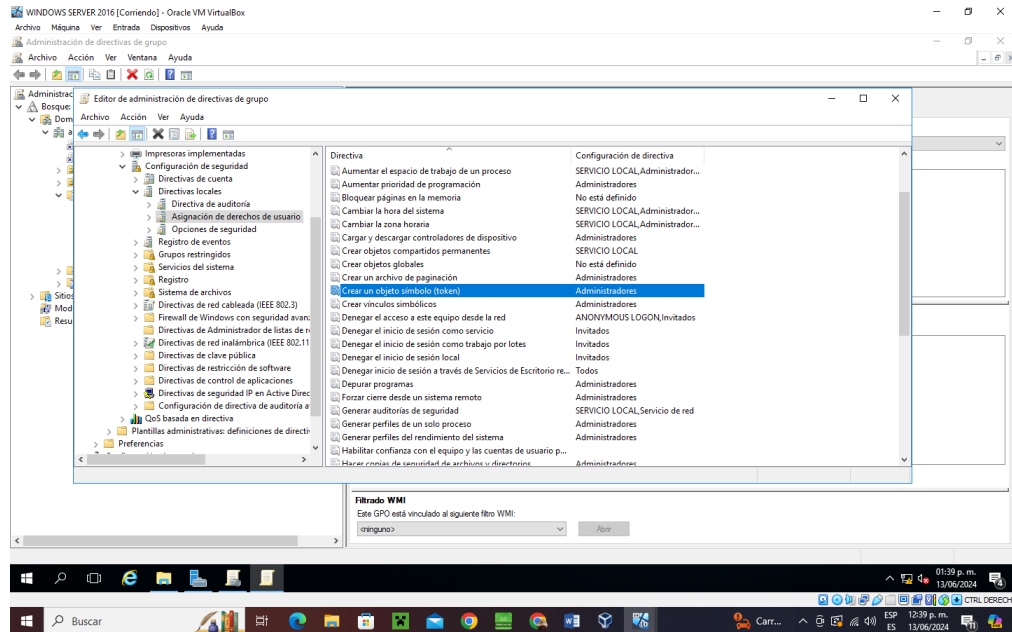 WINDOWS SERVER 2016 [Corriendo] - Oracle VM VirtualBox
Archivo Máquina Ver Entrada Dispositivos Ayuda
Administración de directivas de grupo
Archivo Acción Ver Ventana Ayuda
Administrac
Bosque:
Dom
a
Sitios
Mod
Resu
Editor de administración de directivas de grupo
Archivo Acción Ver Ayuda
Impresoras implementadas
Configuración de seguridad
Directivas de cuenta
Directivas locales
Directiva de auditoría
Asignación de derechos de usuario
Opciones de seguridad
Registro de eventos
Grupos restringidos
Servicios del sistema
Registro
Sistema de archivos
Directivas de red cableada (IEEE 802.3)
Firewall de Windows con seguridad avan:
Directivas de Administrador de listas de r
Directivas de red inalámbrica (IEEE 802.11
Directivas de clave pública
Directivas de restricción de software
Directivas de control de aplicaciones
Directivas de seguridad IP en Active Direc
Configuración de directiva de auditoría a
QoS basada en directiva
Plantillas administrativas: definiciones de directi
Preferencias
Directiva Configuración de directiva
Aumentar el espacio de trabajo de un proceso SERVICIO LOCAL,Administrador...
Aumentar prioridad de programación Administradores
Bloquear páginas en la memoria No está definido
Cambiar la hora del sistema SERVICIO LOCAL,Administrador...
Cambiar la zona horaria SERVICIO LOCAL,Administrador...
Cargar y descargar controladores de dispositivo Administradores
Crear objetos compartidos permanentes SERVICIO LOCAL
Crear objetos globales No está definido
Crear un archivo de paginación Administradores
Crear un objeto símbolo (token) Administradores
Crear vínculos simbólicos Administradores
Denegar el acceso a este equipo desde la red ANONYMOUS LOGON,Invitados
Denegar el inicio de sesión como servicio Invitados
Denegar el inicio de sesión como trabajo por lotes Invitados
Denegar el inicio de sesión local Invitados
Denegar inicio de sesión a través de Servicios de Escritorio re... Todos
Depurar programas Administradores
Forzar cierre desde un sistema remoto Administradores
Generar auditorías de seguridad SERVICIO LOCAL,Servicio de red
Generar perfiles de un solo proceso Administradores
Generar perfiles del rendimiento del sistema Administradores
Habilitar confianza con el equipo y las cuentas de usuario p...
Hacer copias de seguridad de archivos y directorios Administradores
Filtrado WMI
Este GPO está vinculado al siguiente filtro WMI:
<ninguno> Abrir
01:39 p. m.
13/06/2024
4
CTRL DERECH
Buscar
Carr...
ESP
ES
12:39 p. m.
13/06/2024